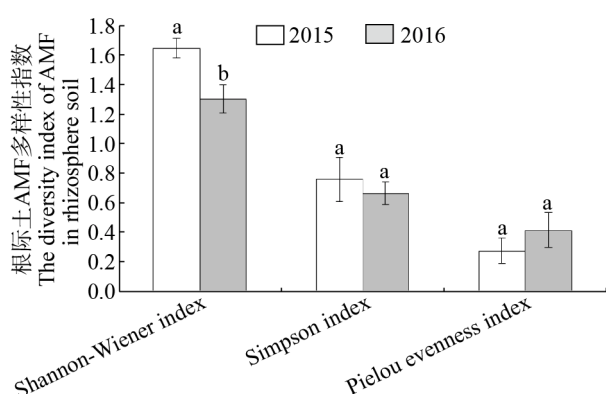 根际土AMF多样性指数
The diversity index of AMF
in rhizosphere soil
1.8
1.6
1.4
1.2
1.0
0.8
0.6
0.4
0.2
0.0
2015
2016
a
b
a
a
a
a
Shannon-Wiener index
Simpson index
Pielou evenness index